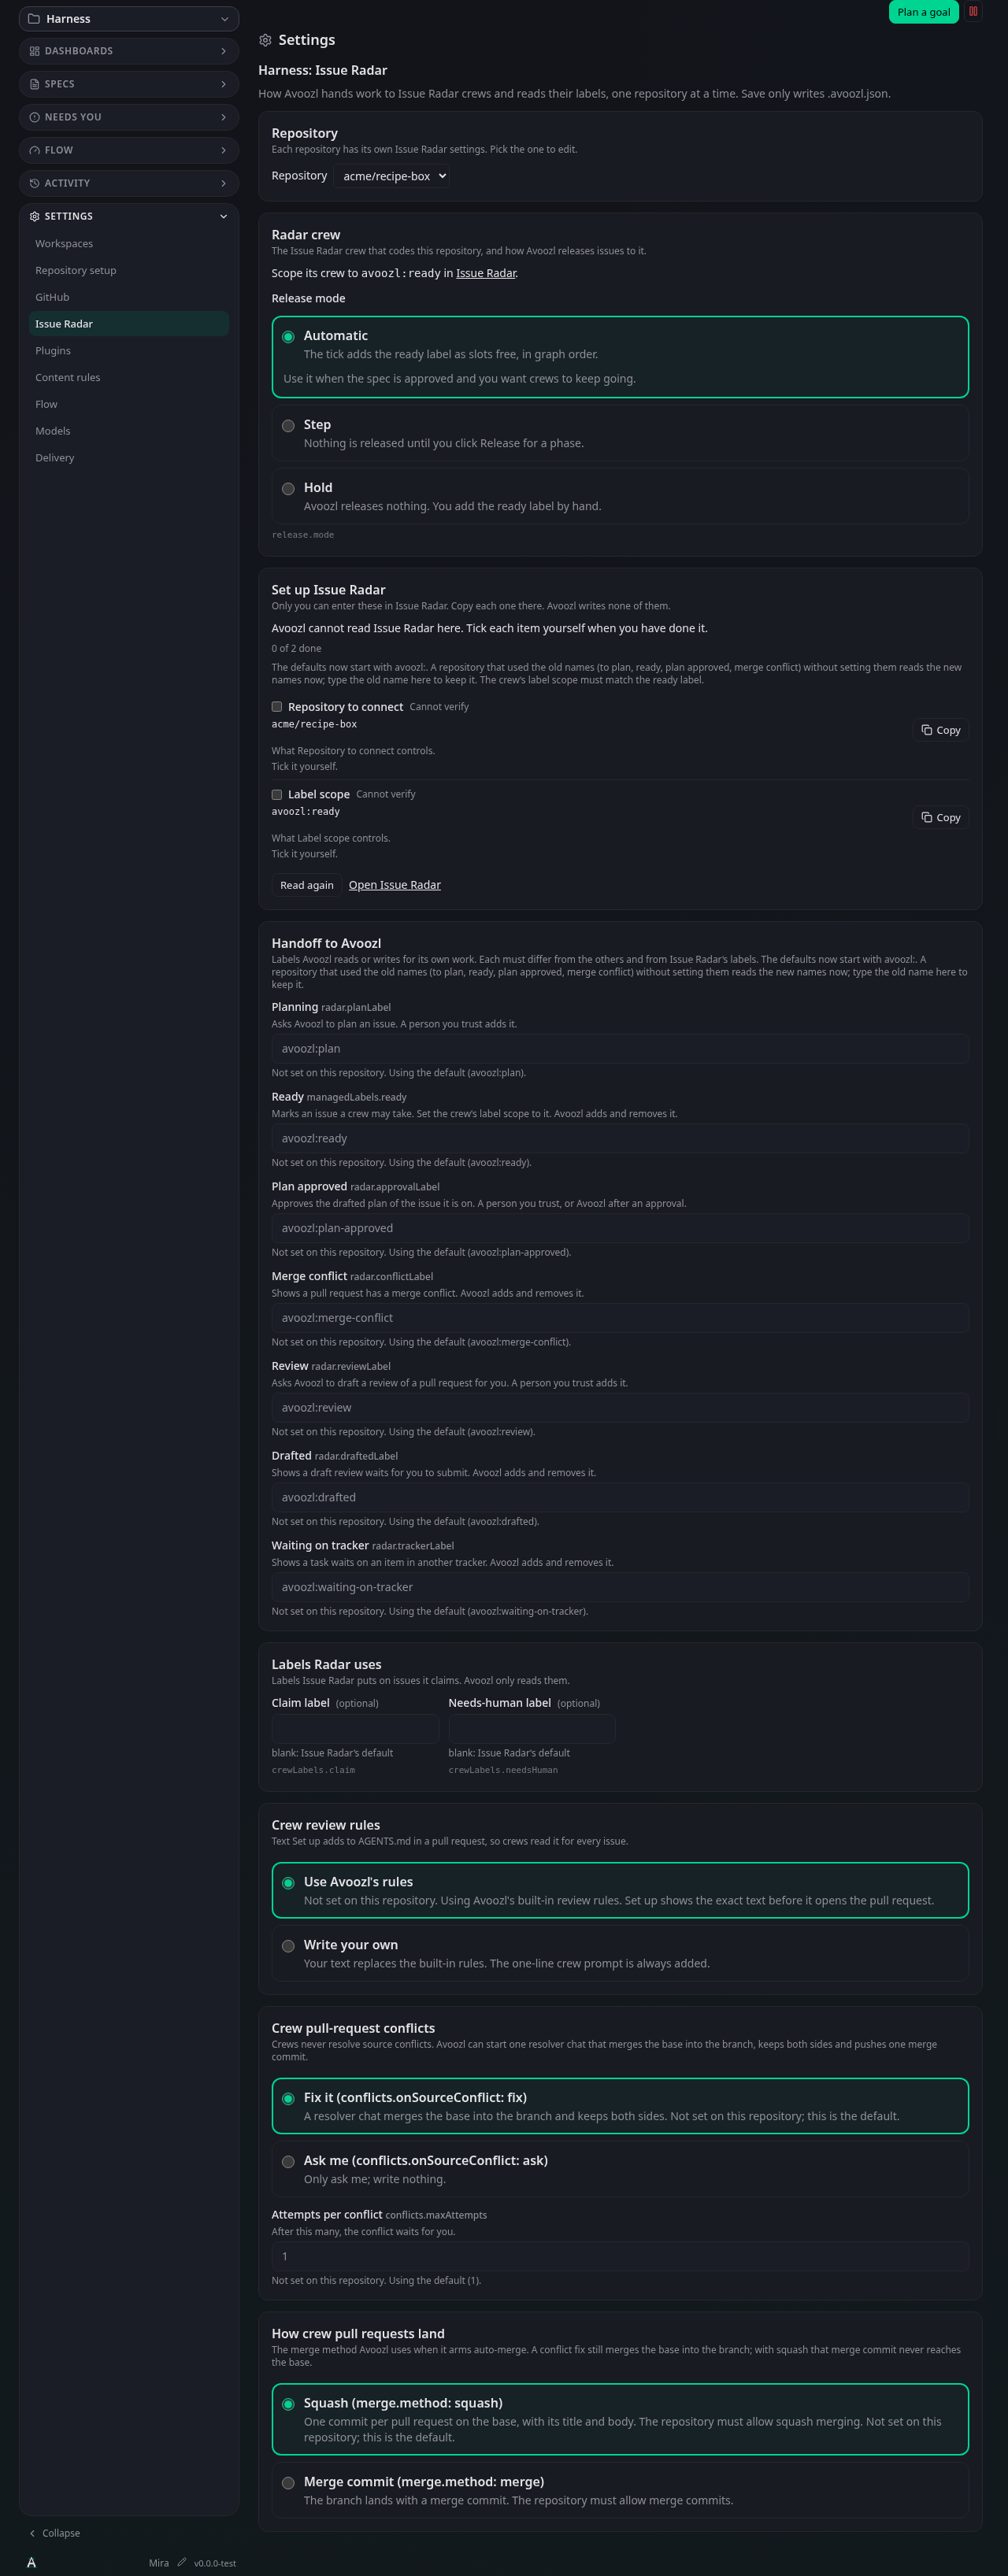 Harness
DASHBOARDS
SPECS
NEEDS YOU
FLOW
ACTIVITY
SETTINGS
Workspaces
Repository setup
GitHub
Issue Radar
Plugins
Content rules
Flow
Models
Delivery
Collapse
A
Mira
v0.0.0-test
Plan a goal
Settings
Harness: Issue Radar
How Avoozl hands work to Issue Radar crews and reads their labels, one repository at a time. Save only writes .avoozl.json.
Repository
Each repository has its own Issue Radar settings. Pick the one to edit.
Repository acme/recipe-box
Radar crew
The Issue Radar crew that codes this repository, and how Avoozl releases issues to it.
Scope its crew to avoozl:ready in Issue Radar.
Release mode
Automatic
The tick adds the ready label as slots free, in graph order.
Use it when the spec is approved and you want crews to keep going.
Step
Nothing is released until you click Release for a phase.
Hold
Avoozl releases nothing. You add the ready label by hand.
release.mode
Set up Issue Radar
Only you can enter these in Issue Radar. Copy each one there. Avoozl writes none of them.
Avoozl cannot read Issue Radar here. Tick each item yourself when you have done it.
0 of 2 done
The defaults now start with avoozl:. A repository that used the old names (to plan, ready, plan approved, merge conflict) without setting them reads the new
names now; type the old name here to keep it. The crew's label scope must match the ready label.
Repository to connect Cannot verify
acme/recipe-box
Copy
What Repository to connect controls.
Tick it yourself.
Label scope Cannot verify
avoozl:ready
Copy
What Label scope controls.
Tick it yourself.
Read again Open Issue Radar
Handoff to Avoozl
Labels Avoozl reads or writes for its own work. Each must differ from the others and from Issue Radar's labels. The defaults now start with avoozl:. A
repository that used the old names (to plan, ready, plan approved, merge conflict) without setting them reads the new names now; type the old name here to
keep it.
Planning radar.planLabel
Asks Avoozl to plan an issue. A person you trust adds it.
avoozl:plan
Not set on this repository. Using the default (avoozl:plan).
Ready managedLabels.ready
Marks an issue a crew may take. Set the crew's label scope to it. Avoozl adds and removes it.
avoozl:ready
Not set on this repository. Using the default (avoozl:ready).
Plan approved radar.approvalLabel
Approves the drafted plan of the issue it is on. A person you trust, or Avoozl after an approval.
avoozl:plan-approved
Not set on this repository. Using the default (avoozl:plan-approved).
Merge conflict radar.conflictLabel
Shows a pull request has a merge conflict. Avoozl adds and removes it.
avoozl:merge-conflict
Not set on this repository. Using the default (avoozl:merge-conflict).
Review radar.reviewLabel
Asks Avoozl to draft a review of a pull request for you. A person you trust adds it.
avoozl:review
Not set on this repository. Using the default (avoozl:review).
Drafted radar.draftedLabel
Shows a draft review waits for you to submit. Avoozl adds and removes it.
avoozl:drafted
Not set on this repository. Using the default (avoozl:drafted).
Waiting on tracker radar.trackerLabel
Shows a task waits on an item in another tracker. Avoozl adds and removes it.
avoozl:waiting-on-tracker
Not set on this repository. Using the default (avoozl:waiting-on-tracker).
Labels Radar uses
Labels Issue Radar puts on issues it claims. Avoozl only reads them.
Claim label (optional) Needs-human label (optional)
blank: Issue Radar's default blank: Issue Radar's default
crewLabels.claim crewLabels.needsHuman
Crew review rules
Text Set up adds to AGENTS.md in a pull request, so crews read it for every issue.
Use Avoozl's rules
Not set on this repository. Using Avoozl's built-in review rules. Set up shows the exact text before it opens the pull request.
Write your own
Your text replaces the built-in rules. The one-line crew prompt is always added.
Crew pull-request conflicts
Crews never resolve source conflicts. Avoozl can start one resolver chat that merges the base into the branch, keeps both sides and pushes one merge
commit.
Fix it (conflicts.onSourceConflict: fix)
A resolver chat merges the base into the branch and keeps both sides. Not set on this repository; this is the default.
Ask me (conflicts.onSourceConflict: ask)
Only ask me; write nothing.
Attempts per conflict conflicts.maxAttempts
After this many, the conflict waits for you.
1
Not set on this repository. Using the default (1).
How crew pull requests land
The merge method Avoozl uses when it arms auto-merge. A conflict fix still merges the base into the branch; with squash that merge commit never reaches
the base.
Squash (merge.method: squash)
One commit per pull request on the base, with its title and body. The repository must allow squash merging. Not set on this
repository; this is the default.
Merge commit (merge.method: merge)
The branch lands with a merge commit. The repository must allow merge commits.